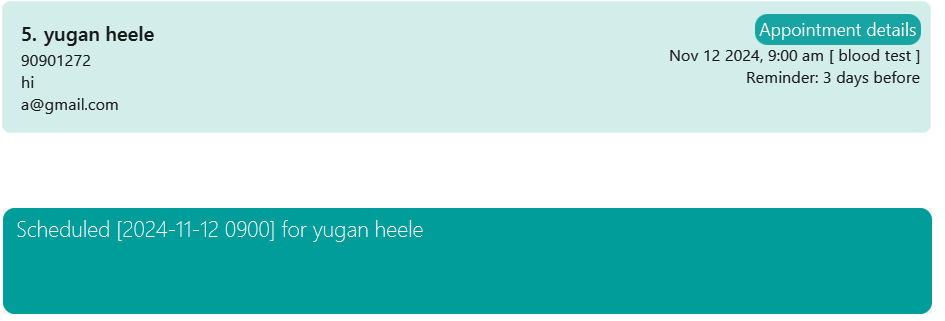 5. yugan heele
90901272
hi
a@gmail.com
Appointment details
Nov 12 2024, 9:00 am [ blood test ]
Reminder: 3 days before
Scheduled [2024-11-12 0900] for yugan heele